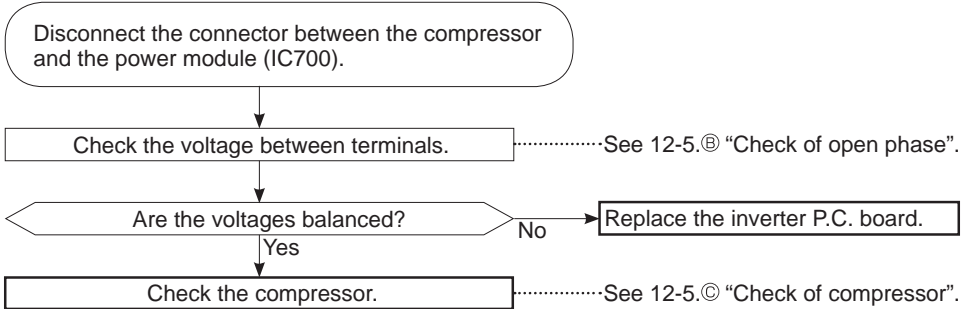 Disconnect the connector between the compressor
and the power module (IC700).
Check the voltage between terminals.
See 12-5.Ⓑ “Check of open phase”.
Are the voltages balanced?
No
Replace the inverter P.C. board.
Yes
Check the compressor.
See 12-5.Ⓒ “Check of compressor”.